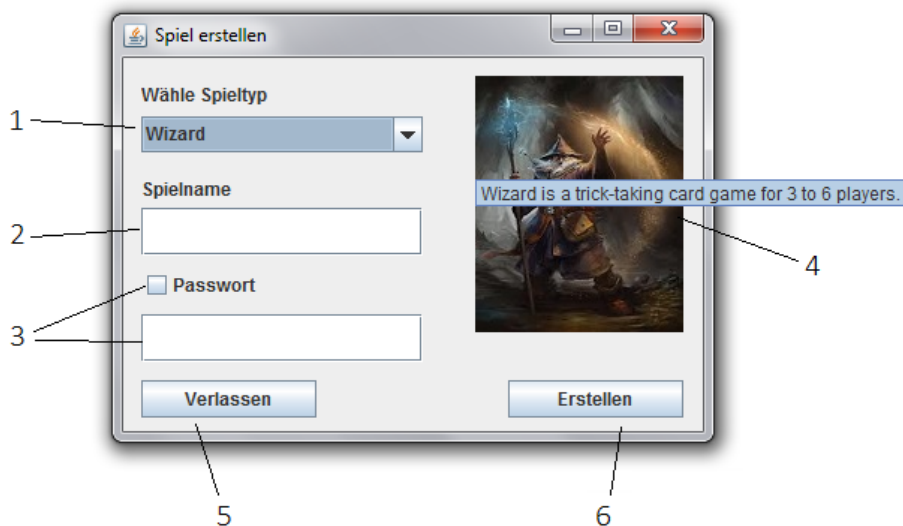 Spiel erstellen
Wähle Spieltyp
1
Wizard
Wizard is a trick-taking card game for 3 to 6 players.
Spielname
2
4
Passwort
3
Verlassen
Erstellen
5
6